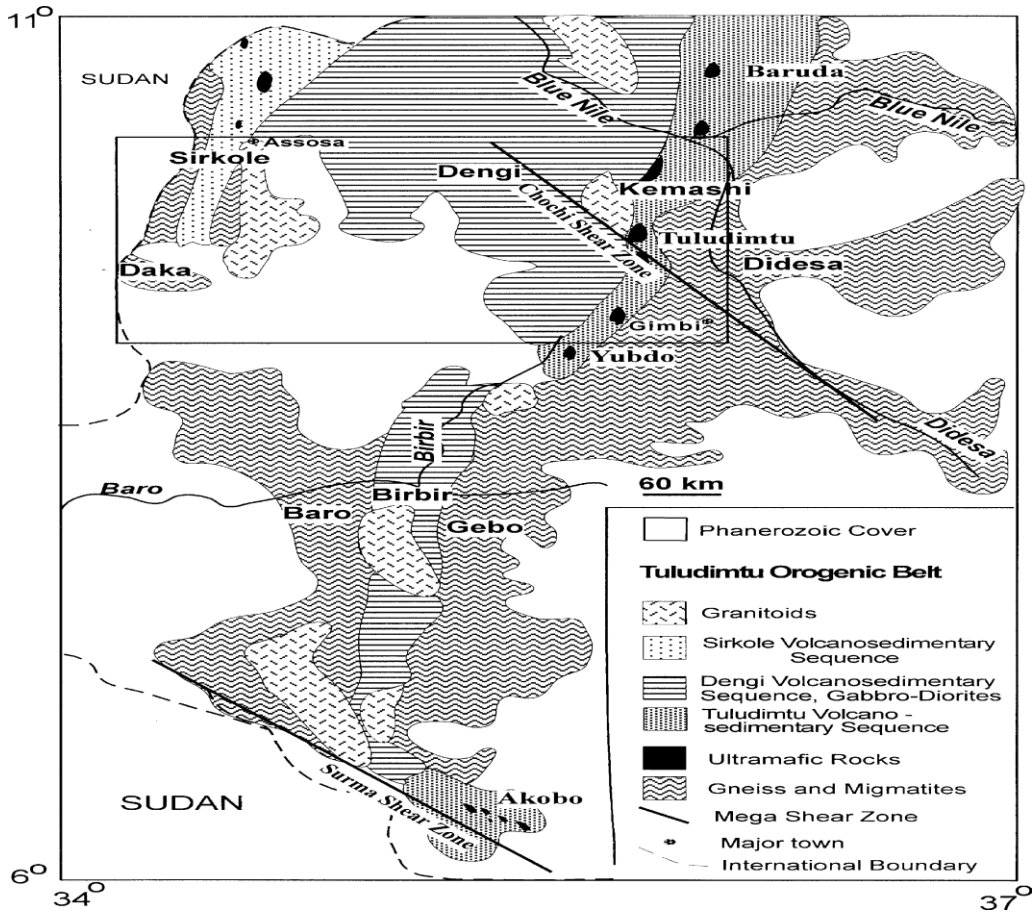 11°
SUDAN
Baruda
Blue Nile
Blue Nile
Assosa
Sirkole
Dengi
Kemashi
Chochi Shear Zone
Tuludimtu
Daka
Didesa
Gimbi
Yubdo
Birbir
Didesa
Baro
60 km
Birbir
Baro
Gebo
Phanerozoic Cover
Tuludimtu Orogenic Belt
Granitoids
Sirkole Volcanosedimentary
Sequence
Dengi Volcanosedimentary
Sequence, Gabbro-Diorites
Tuludimtu Volcano -
sedimentary Sequence
Ultramafic Rocks
Gneiss and Migmatites
Mega Shear Zone
Major town
International Boundary
Surma Shear Zone
Akobo
SUDAN
6°
34°
37°